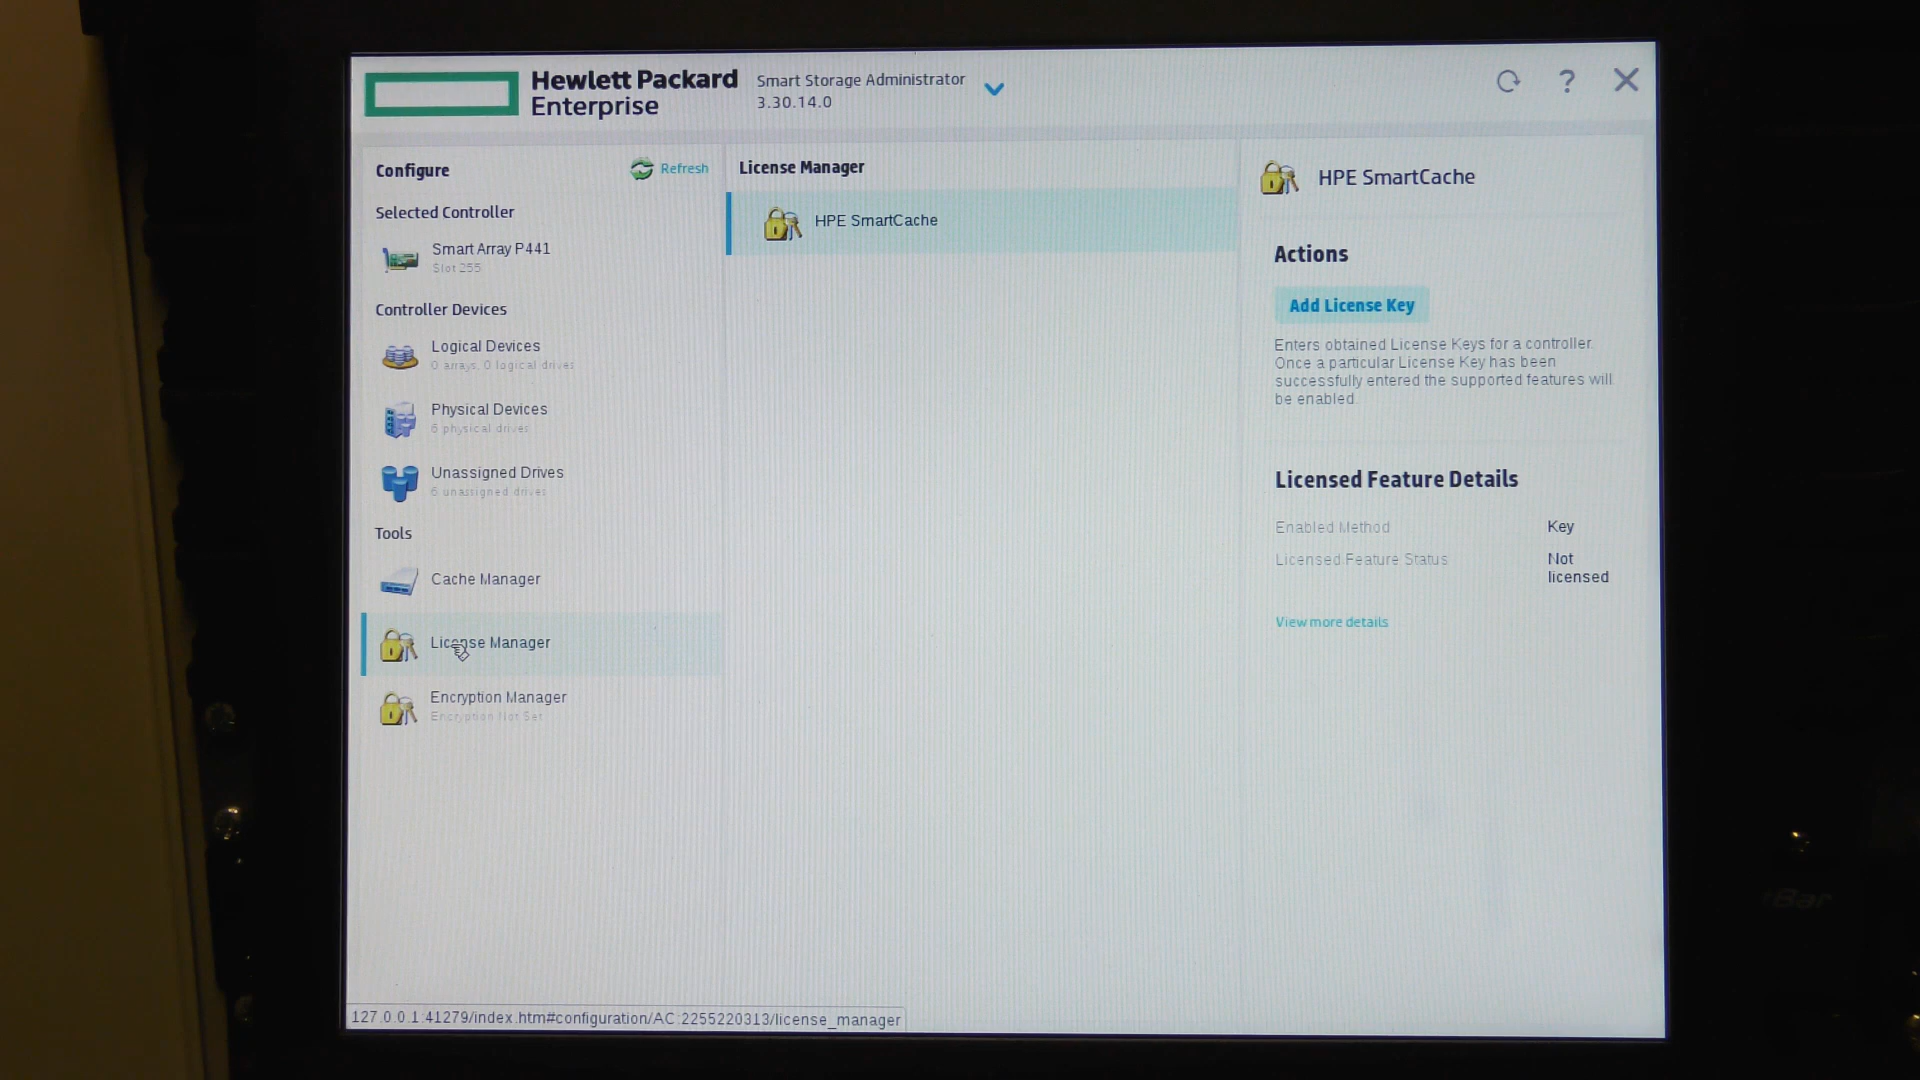 Hewlett Packard
Enterprise
Smart Storage Administrator
3.30.14.0
?
Configure
Refresh
Selected Controller
Smart Array P441
Slot 255
Controller Devices
Logical Devices
0 arrays, 0 logical drives
Physical Devices
6 physical drives
Unassigned Drives
6 unassigned drives
Tools
Cache Manager
License Manager
Encryption Manager
Encryption Not Set
License Manager
HPE SmartCache
HPE SmartCache
Actions
Add License Key
Enters obtained License Keys for a controller.
Once a particular License Key has been
successfully entered the supported features will
be enabled.
Licensed Feature Details
Enabled Method
Key
Licensed Feature Status
Not
licensed
View more details
127.0.0.1:41279/index.htm#configuration/AC:2255220313/license_manager